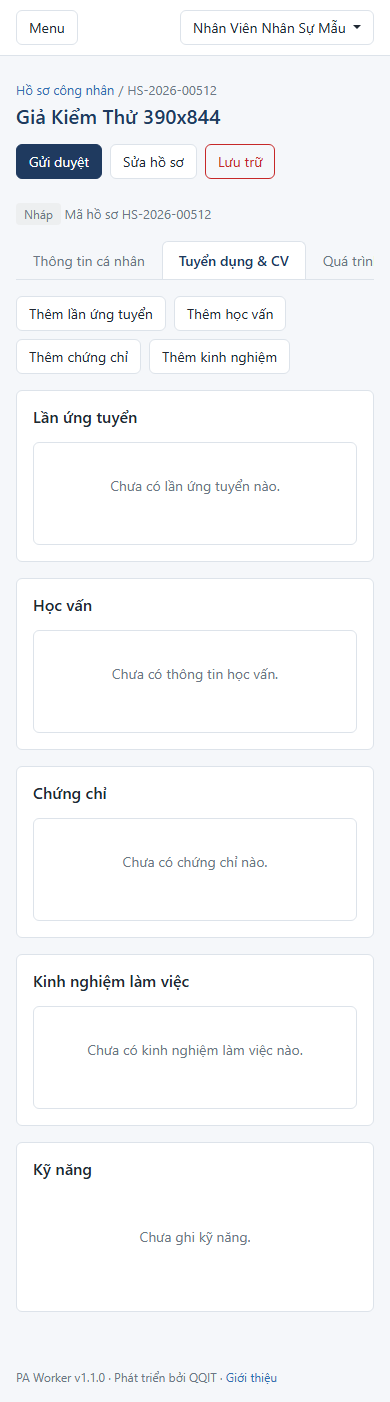 Menu
Nhân Viên Nhân Sự Mẫu
Hồ sơ công nhân / HS-2026-00512
Giả Kiểm Thử 390x844
Gửi duyệt
Sửa hồ sơ
Lưu trữ
Nháp Mã hồ sơ HS-2026-00512
Thông tin cá nhân
Tuyển dụng & CV
Quá trìn
Thêm lần ứng tuyển
Thêm học vấn
Thêm chứng chỉ
Thêm kinh nghiệm
Lần ứng tuyển
Chưa có lần ứng tuyển nào.
Học vấn
Chưa có thông tin học vấn.
Chứng chỉ
Chưa có chứng chỉ nào.
Kinh nghiệm làm việc
Chưa có kinh nghiệm làm việc nào.
Kỹ năng
Chưa ghi kỹ năng.
PA Worker v1.1.0 · Phát triển bởi QQIT · Giới thiệu